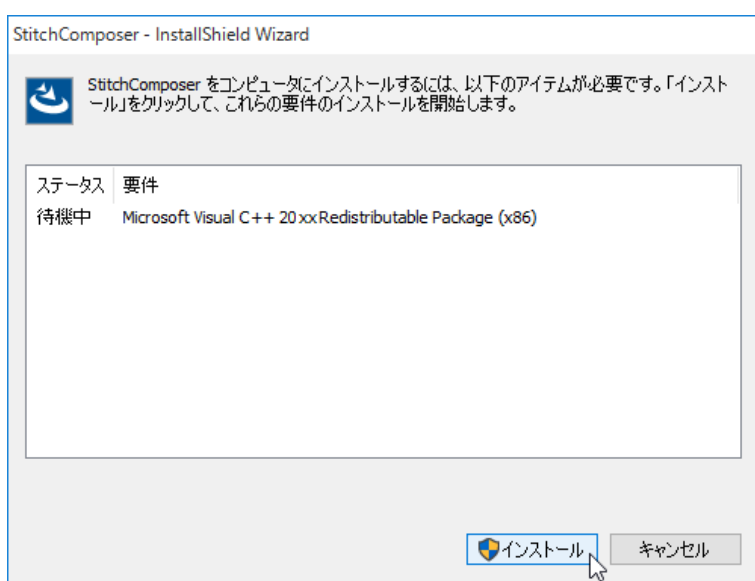 StitchComposer - InstallShield Wizard
StitchComposer をコンピュータにインストールするには、以下のアイテムが必要です。「インスト
ール」をクリックして、これらの要件のインストールを開始します。
ステータス 要件
待機中 Microsoft Visual C++ 20xx Redistributable Package (x86)
インストール キャンセル